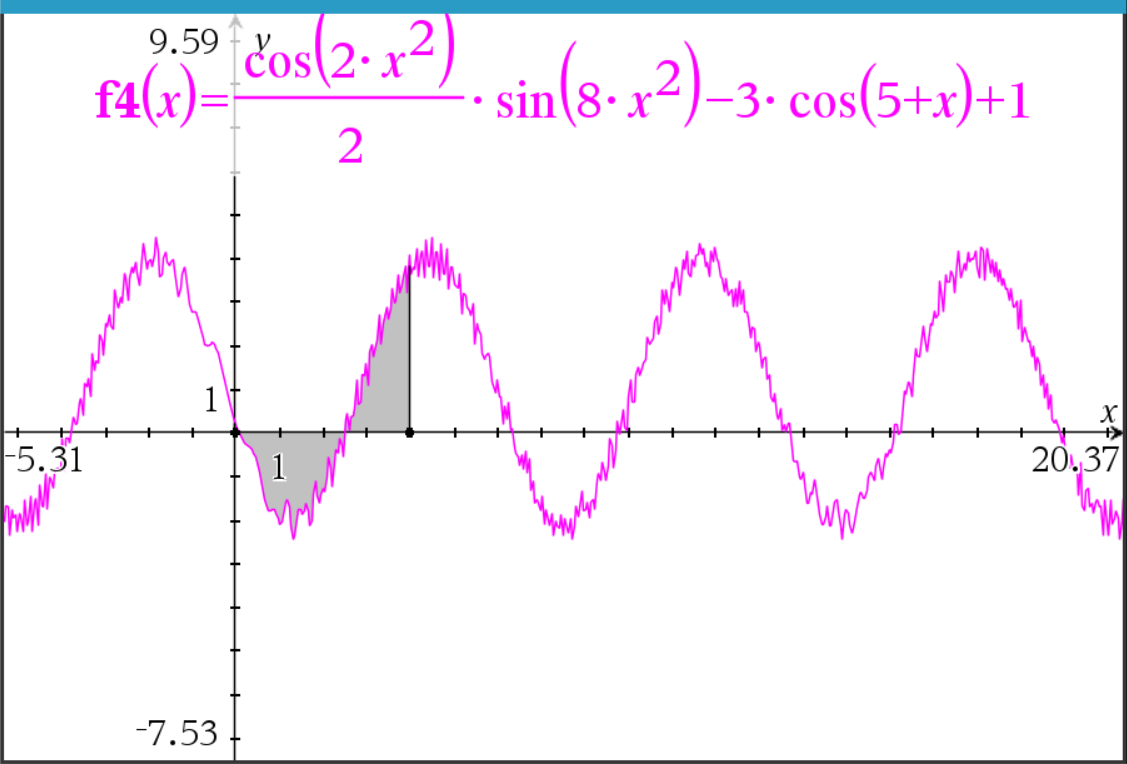 9.59 y
f4(x)=cos(2·x²)/2·sin(8·x²)−3·cos(5+x)+1
1
x
-5.31
1
20.37
-7.53